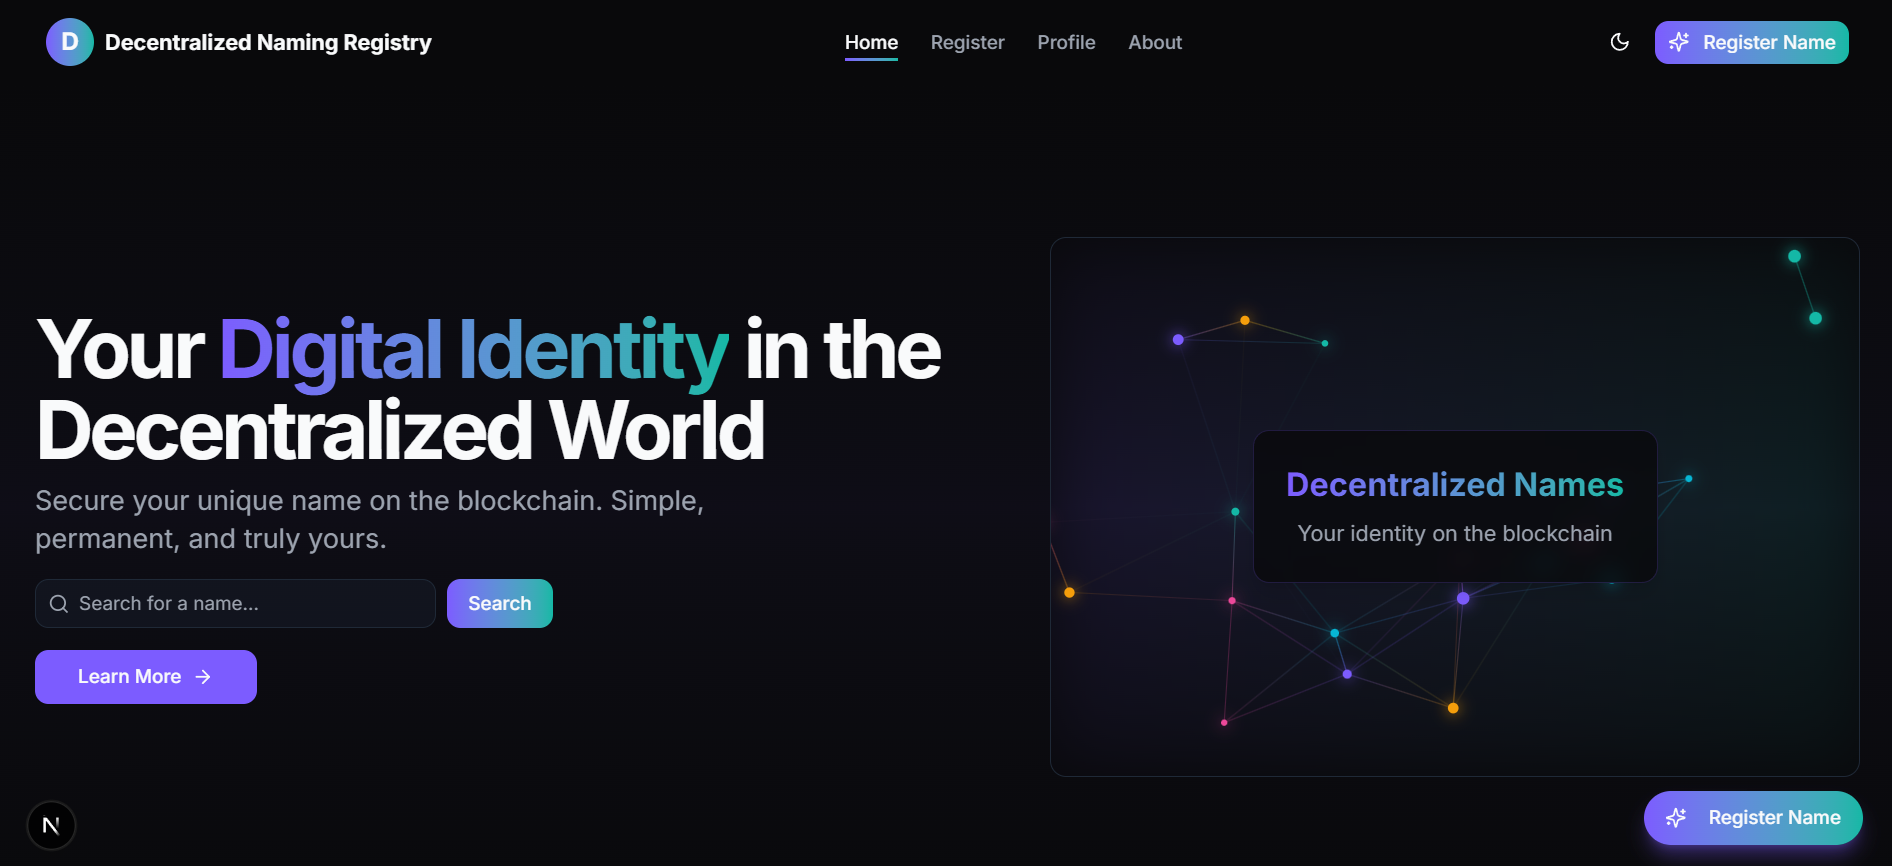 D
Decentralized Naming Registry
Home
Register
Profile
About
Register Name
Your Digital Identity in the
Decentralized World
Secure your unique name on the blockchain. Simple,
permanent, and truly yours.
Search for a name...
Search
Learn More
Decentralized Names
Your identity on the blockchain
N
Register Name